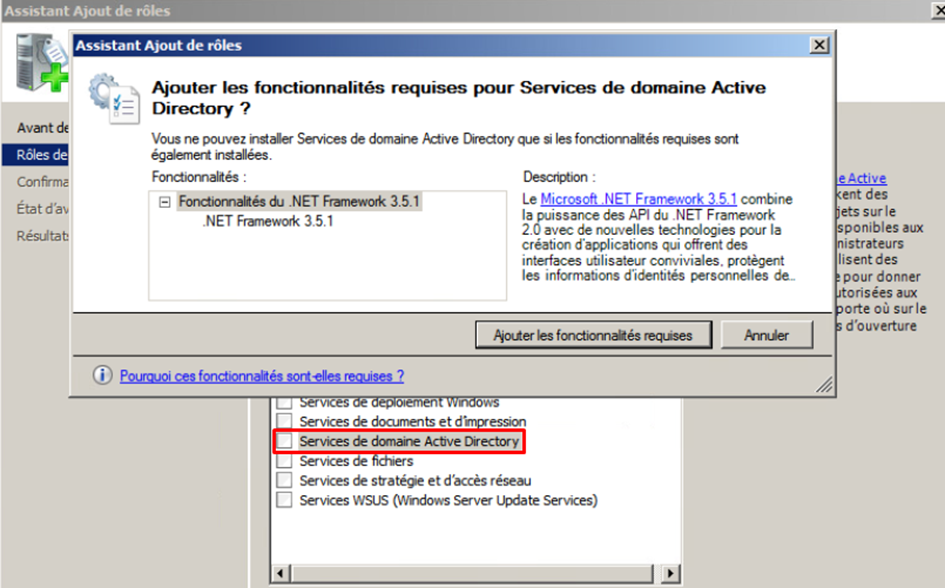 Assistant Ajout de rôles
Assistant Ajout de rôles
Ajouter les fonctionnalités requises pour Services de domaine Active
Directory ?
Vous ne pouvez installer Services de domaine Active Directory que si les fonctionnalités requises sont
également installées.
Fonctionnalités :
Fonctionnalités du .NET Framework 3.5.1
.NET Framework 3.5.1
Description :
Le Microsoft .NET Framework 3.5.1 combine
la puissance des API du .NET Framework
2.0 avec de nouvelles technologies pour la
création d'applications qui offrent des
interfaces utilisateur conviviales, protègent
les informations d'identités personnelles de...
Ajouter les fonctionnalités requises
Annuler
Pourquoi ces fonctionnalités sont-elles requises ?
Avant de
Rôles de
Confirma
État d'av
Résultats
e Active
kent des
jets sur le
sponibles aux
nistrateurs
lisent des
e pour donner
utorisées aux
porte où sur le
s d'ouverture
Services de déploiement Windows
Services de documents et d'impression
Services de domaine Active Directory
Services de fichiers
Services de stratégie et d'accès réseau
Services WSUS (Windows Server Update Services)